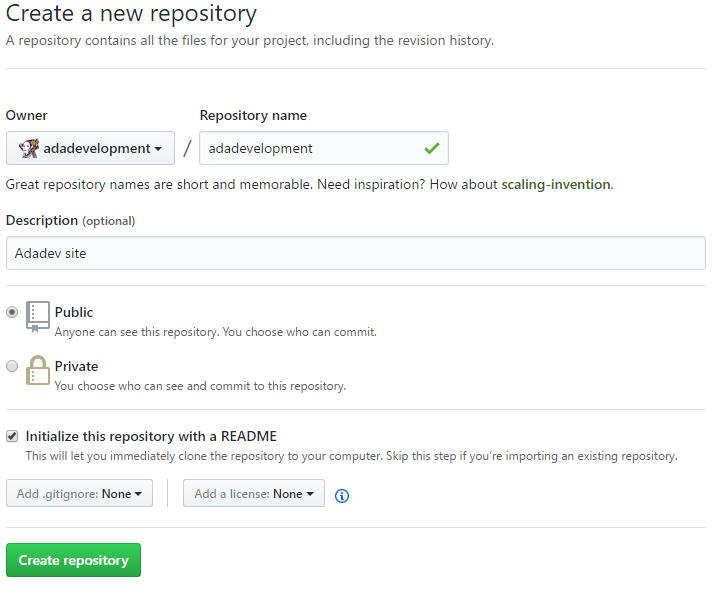 Create a new repository
A repository contains all the files for your project, including the revision history.
Owner
Repository name
adadevelopment / adadevelopment
Great repository names are short and memorable. Need inspiration? How about scaling-invention.
Description (optional)
Adadev site
Public
Anyone can see this repository. You choose who can commit.
Private
You choose who can see and commit to this repository.
Initialize this repository with a README
This will let you immediately clone the repository to your computer. Skip this step if you're importing an existing repository.
Add .gitignore: None
Add a license: None
Create repository